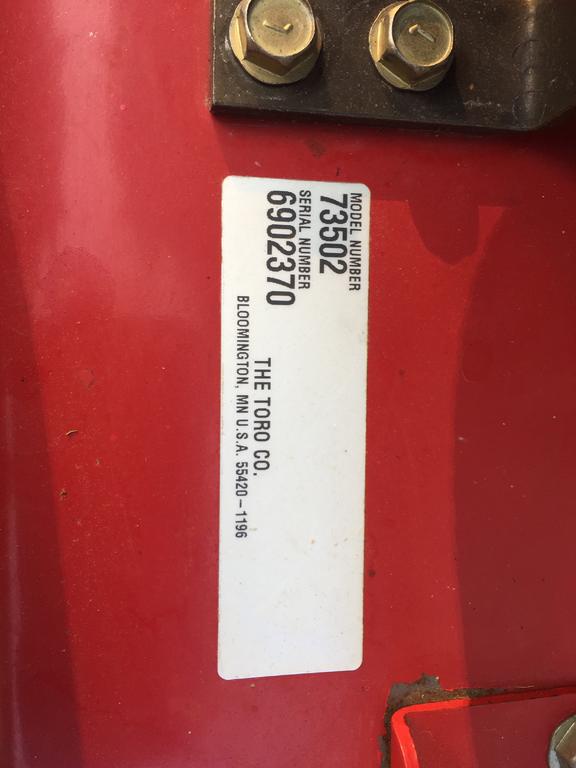 MODEL NUMBER
73502
SERIAL NUMBER
6902370
THE TORO CO.
BLOOMINGTON, MN U.S.A. 55420-1196